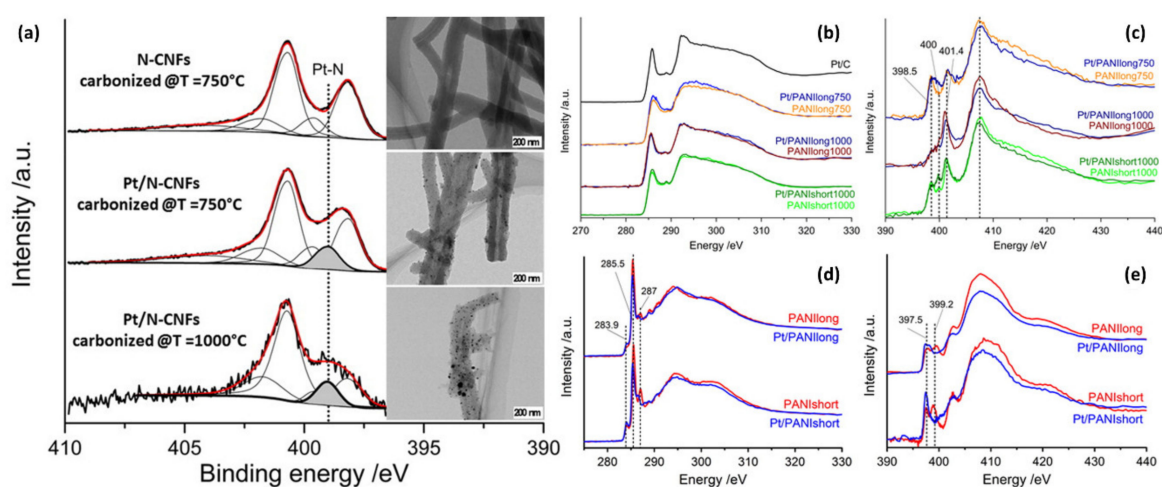 (a)
N-CNFs
carbonized @T =750°C
Pt-N
Pt/N-CNFs
carbonized @T =750°C
Pt/N-CNFs
carbonized @T =1000°C
200 nm
200 nm
200 nm
Intensity /a.u.
410 405 400 395 390
Binding energy /eV
(b)
Pt/C
Pt/PANIlong750
PANIlong750
Pt/PANIlong1000
PANIlong1000
Pt/PANIshort1000
PANIshort1000
Intensity /a.u.
270 280 290 300 310 320 330
Energy /eV
(c)
398.5
400
401.4
Pt/PANIlong750
PANIlong750
Pt/PANIlong1000
PANIlong1000
Pt/PANIshort1000
PANIshort1000
Intensity /a.u.
390 400 410 420 430 440
Energy /eV
(d)
283.9
285.5
287
PANIlong
Pt/PANIlong
PANIshort
Pt/PANIshort
Intensity /a.u.
280 290 300 310 320 330
Energy /eV
(e)
397.5
399.2
PANIlong
Pt/PANIlong
PANIshort
Pt/PANIshort
Intensity /a.u.
390 400 410 420 430 440
Energy /eV